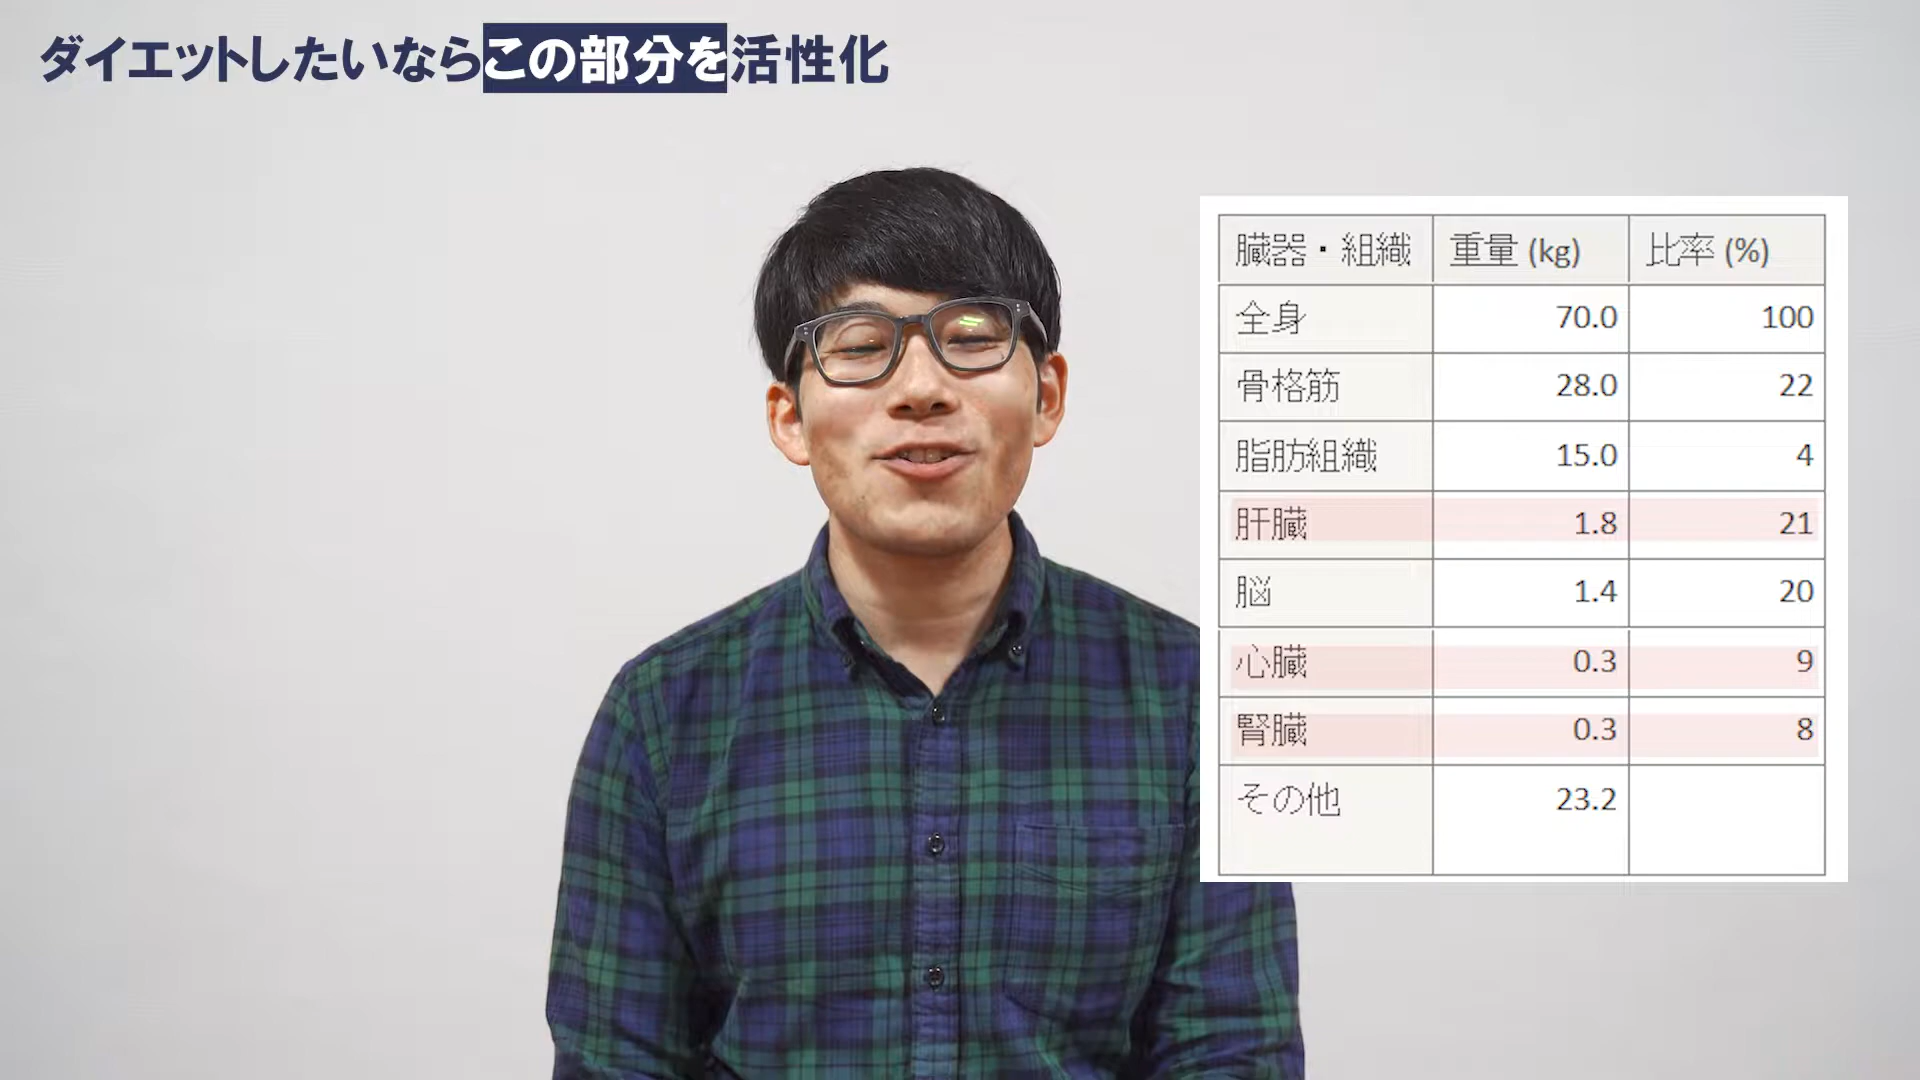 ダイエットしたいならこの部分を活性化
臓器・組織 重量 (kg) 比率 (%)
全身 70.0 100
骨格筋 28.0 22
脂肪組織 15.0 4
肝臓 1.8 21
脳 1.4 20
心臓 0.3 9
腎臓 0.3 8
その他 23.2